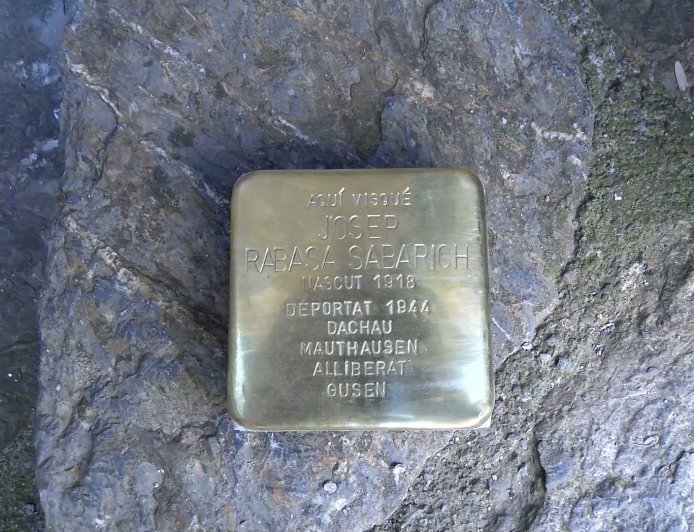 AQUÍ VISQUÉ
JOSEP
RABASA SABARICH
NASCUT 1918
DEPORTAT 1944
DACHAU
MAUTHAUSEN
ALLIBERAT
GUSEN